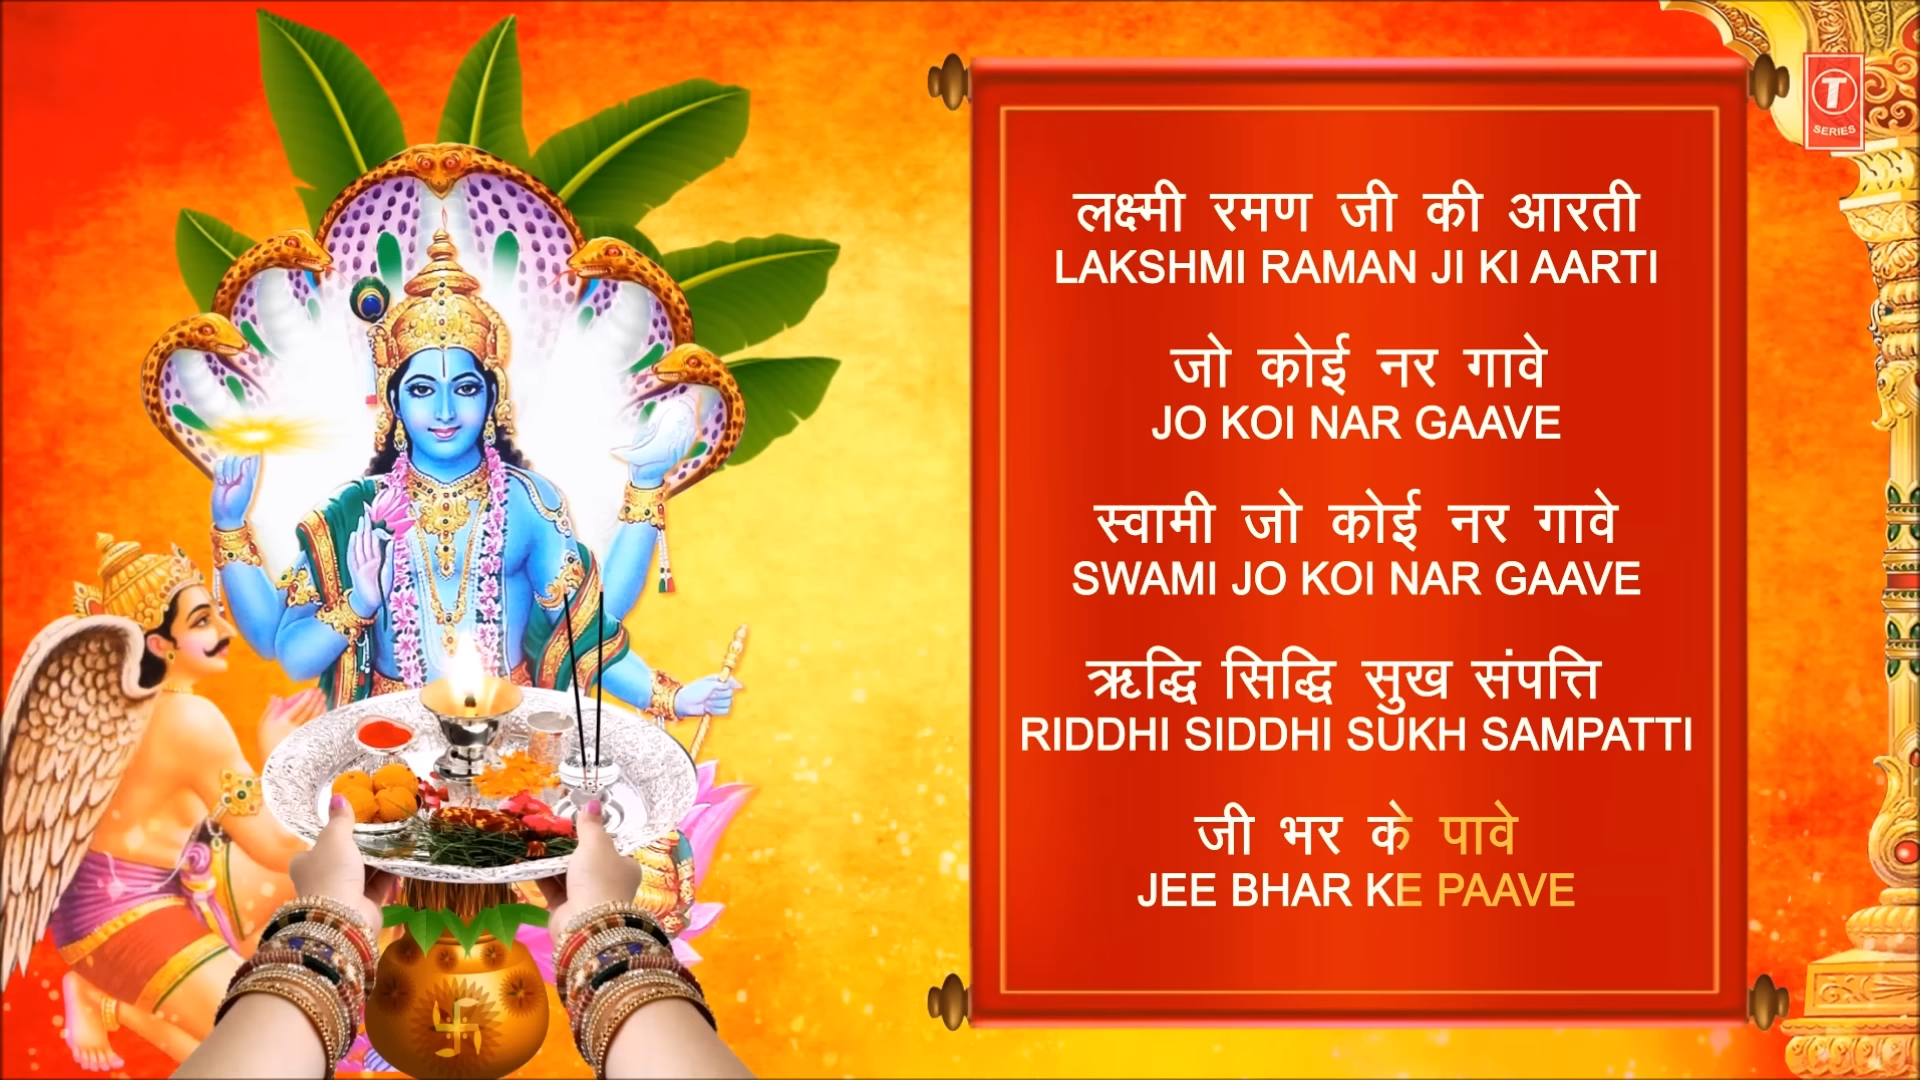 T
SERIES
लक्ष्मी रमण जी की आरती
LAKSHMI RAMAN JI KI AARTI
जो कोई नर गावे
JO KOI NAR GAAVE
स्वामी जो कोई नर गावे
SWAMI JO KOI NAR GAAVE
ऋद्धि सिद्धि सुख संपत्ति
RIDDHI SIDDHI SUKH SAMPATTI
जी भर के पावे
JEE BHAR KE PAAVE